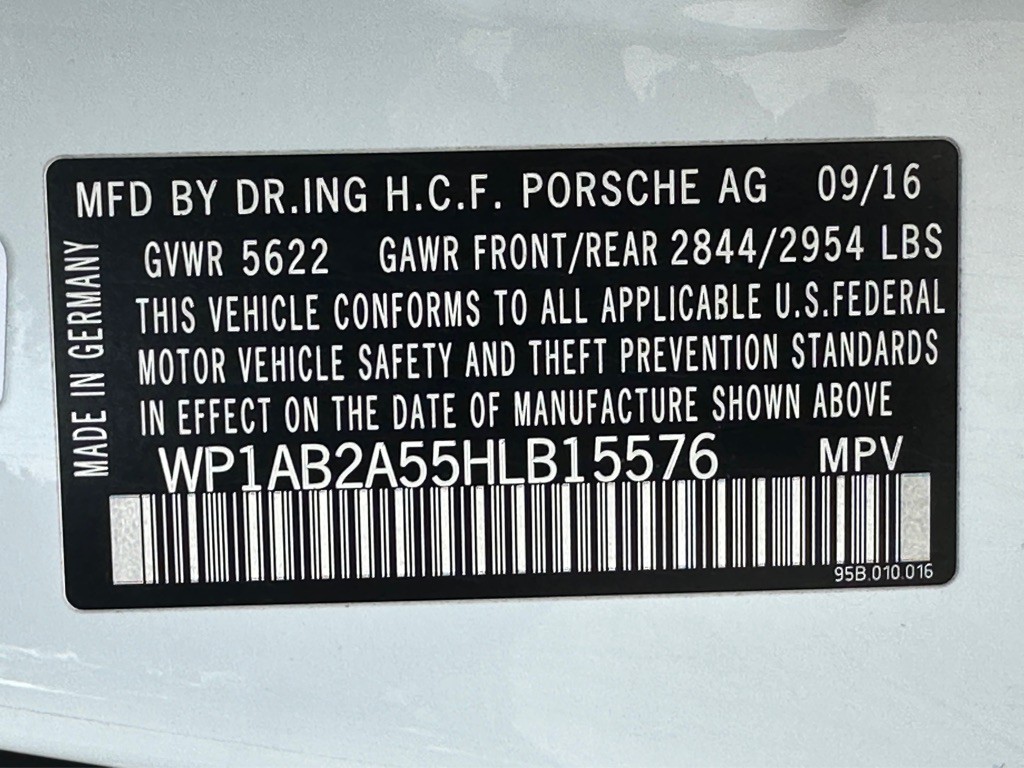 MFD BY DR.ING H.C.F. PORSCHE AG 09/16
GVWR 5622 GAWR FRONT/REAR 2844/2954 LBS
THIS VEHICLE CONFORMS TO ALL APPLICABLE U.S.FEDERAL
MOTOR VEHICLE SAFETY AND THEFT PREVENTION STANDARDS
IN EFFECT ON THE DATE OF MANUFACTURE SHOWN ABOVE
WP1AB2A55HLB15576 MPV
95B.010.016
MADE IN GERMANY